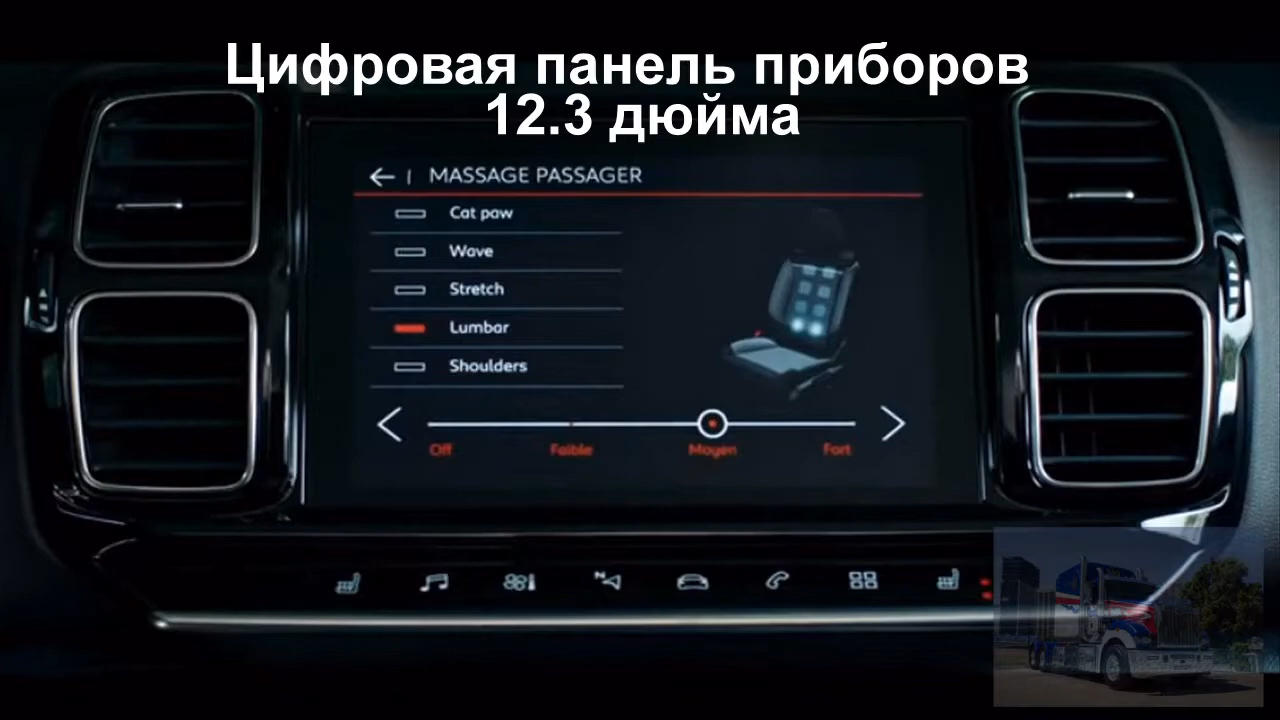 Цифровая панель приборов
12.3 дюйма
MASSAGE PASSAGER
Cat paw
Wave
Stretch
Lumbar
Shoulders
Off Faible Moyen Fort
N